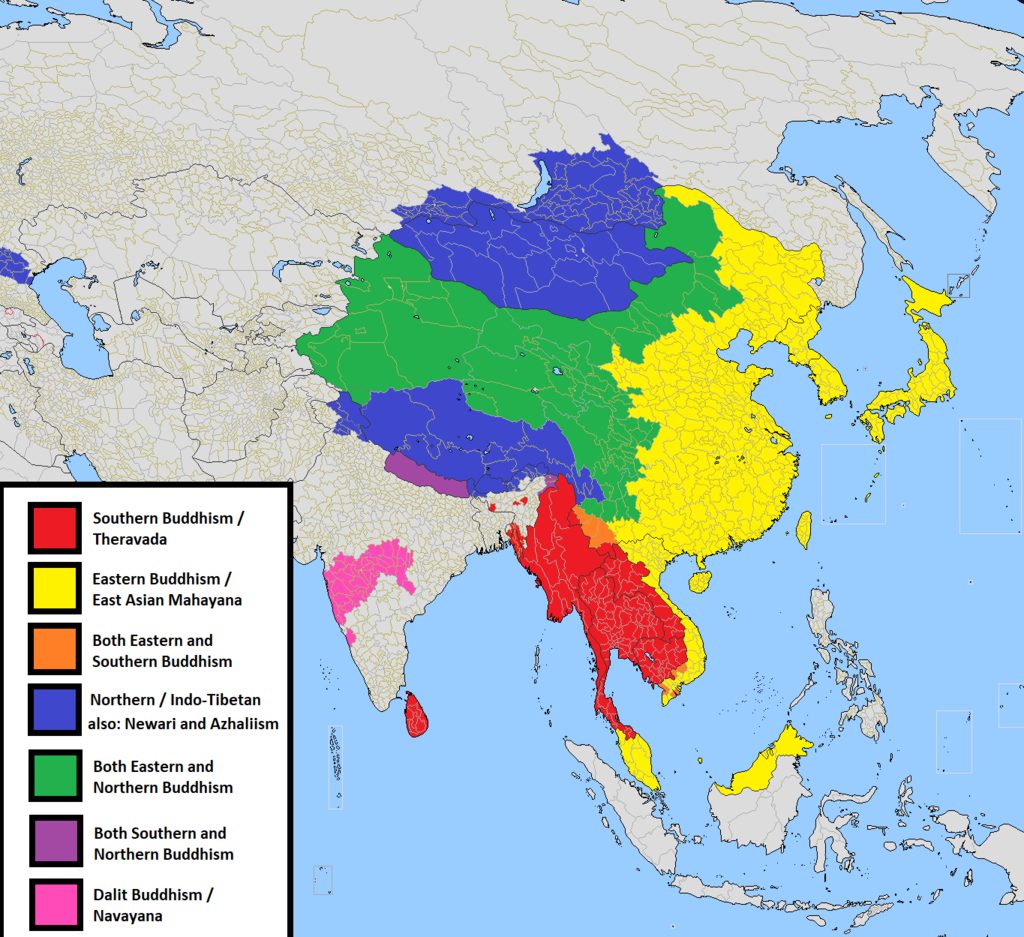 Southern Buddhism /
Theravada
Eastern Buddhism /
East Asian Mahayana
Both Eastern and
Southern Buddhism
Northern / Indo-Tibetan
also: Newari and Azhaliism
Both Eastern and
Northern Buddhism
Both Southern and
Northern Buddhism
Dalit Buddhism /
Navayana